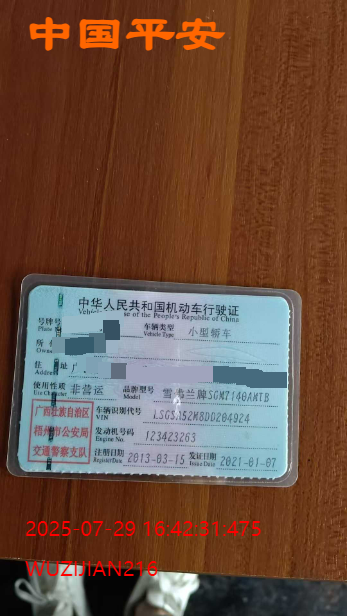 中国平安
中华人民共和国机动车行驶证
Vehicle se of the People's Republic of China
号牌号 车辆类型 小型轿车
Plate Vehicle Type
所
Owner
住 址 广
Address
使用性质 非营运 品牌型号 雪佛兰牌SGM7140AMTB
Use Character Model
广西壮族自治区
梧州市公安局
交通警察支队
车辆识别代号
VIN
发动机号码 123423263
Engine No.
注册日期 2013-03-15 发证日期 2021-01-07
Register Date Issue Date
2025-07-29 16:42:31:475
WUZIJIAN216